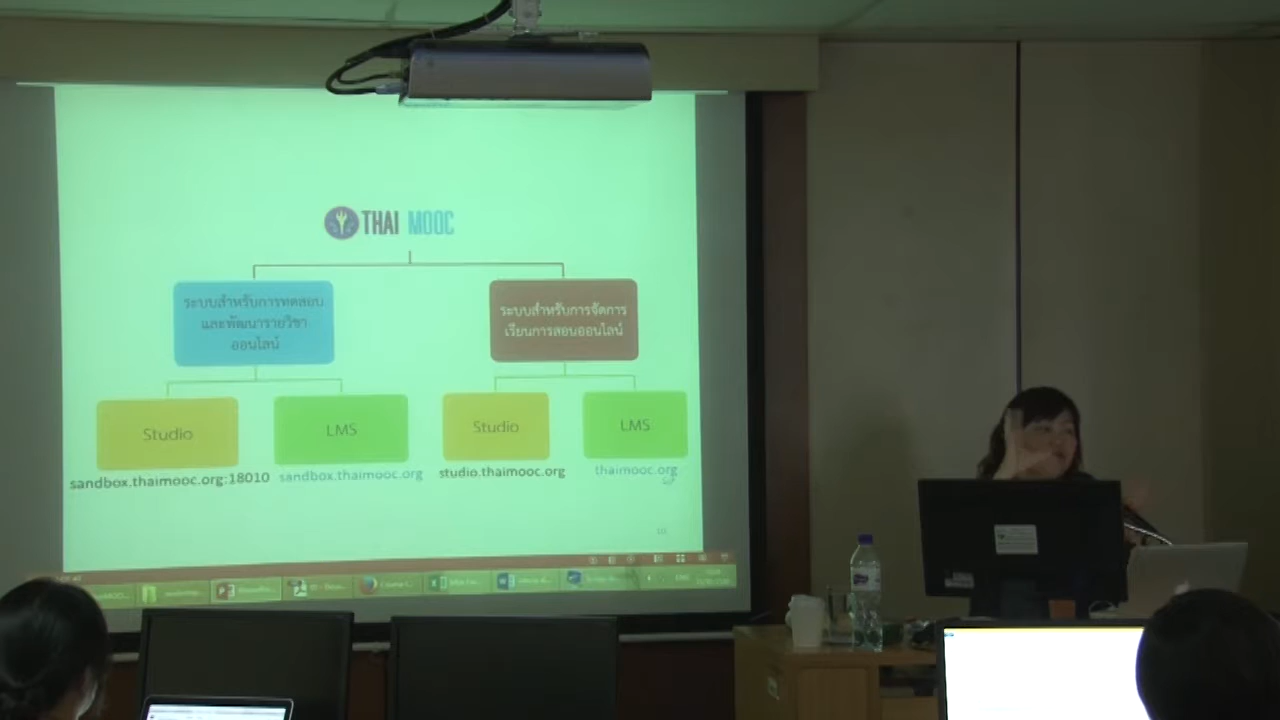 THAI MOOC
ระบบสำหรับการทดสอบ
และพัฒนารายวิชา
ออนไลน์
ระบบสำหรับการจัดการ
เรียนการสอนออนไลน์
Studio
LMS
Studio
LMS
sandbox.thaimooc.org:18010
sandbox.thaimooc.org
studio.thaimooc.org
thaimooc.org
10